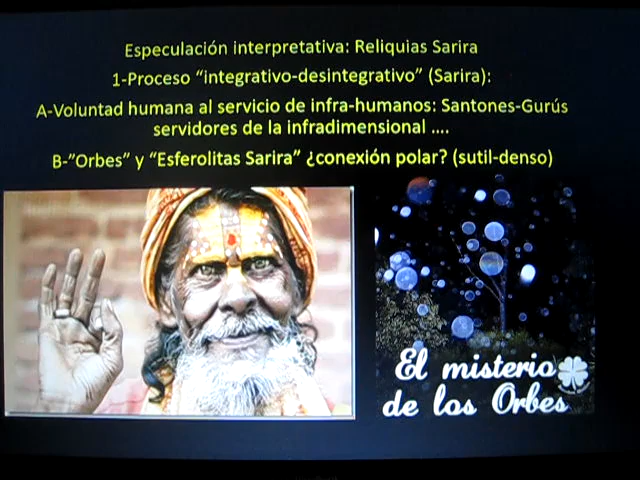 Especulación interpretativa: Reliquias Sarira
1-Proceso “integrativo-desintegrativo” (Sarira):
A-Voluntad humana al servicio de infra-humanos: Santones-Gurús
servidores de la infradimensional ....
B-”Orbes” y “Esferolitas Sarira” ¿conexión polar? (sutil-denso)
El misterio
de los Orbes